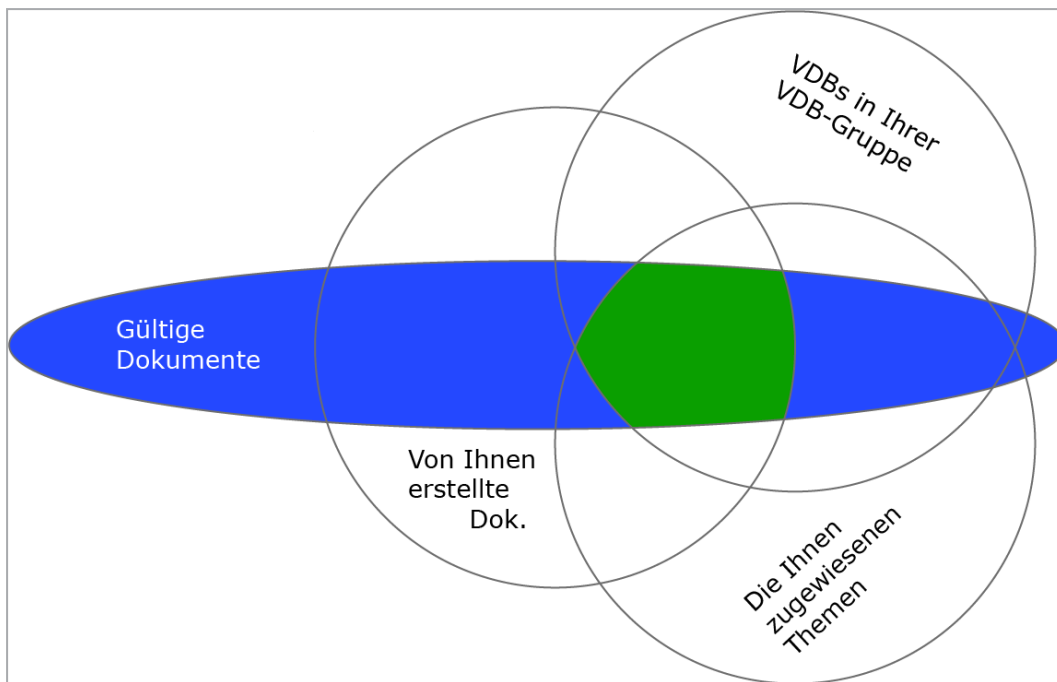 VDBs in Ihrer
VDB-Gruppe
Gültige
Dokumente
Von Ihnen
erstellte
Dok.
Die Ihnen
zugewiesenen
Themen